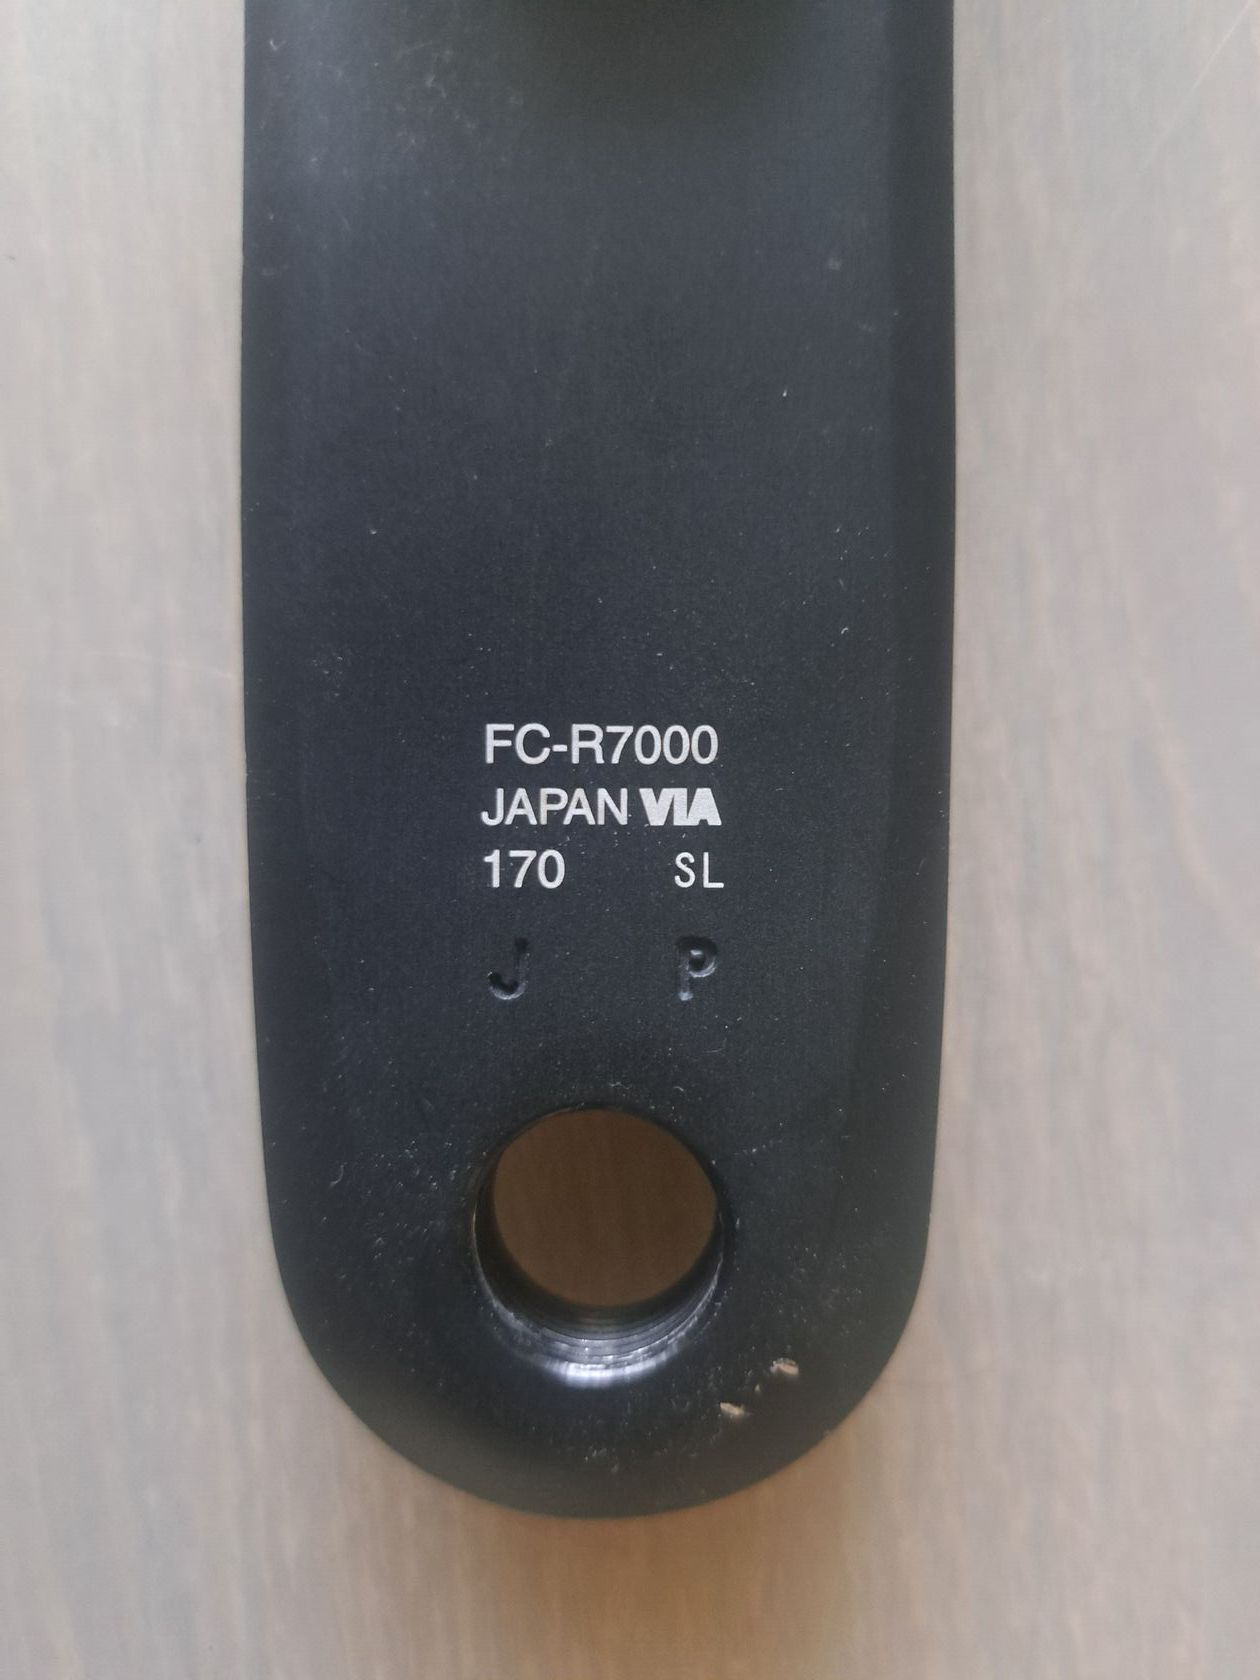 FC-R7000
JAPAN VIA
170 SL
J P